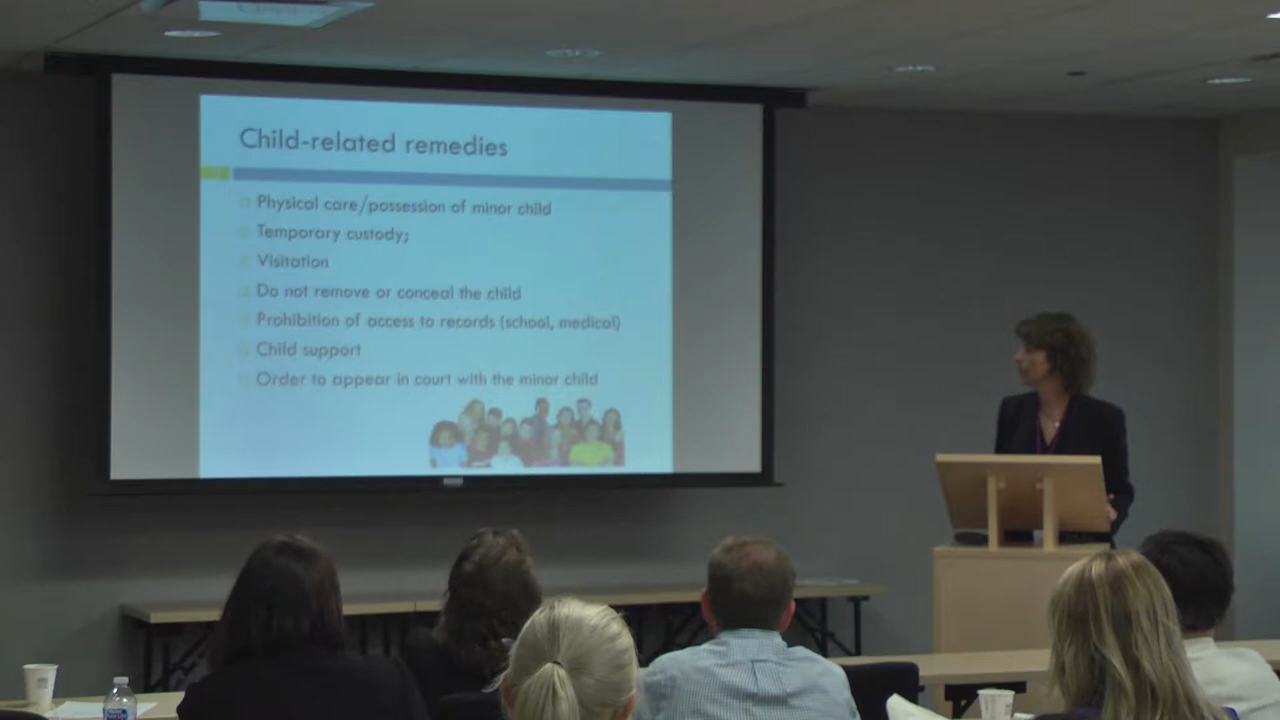 Child-related remedies
Physical care/possession of minor child
Temporary custody;
Visitation
Do not remove or conceal the child
Prohibition of access to records (school, medical)
Child support
Order to appear in court with the minor child